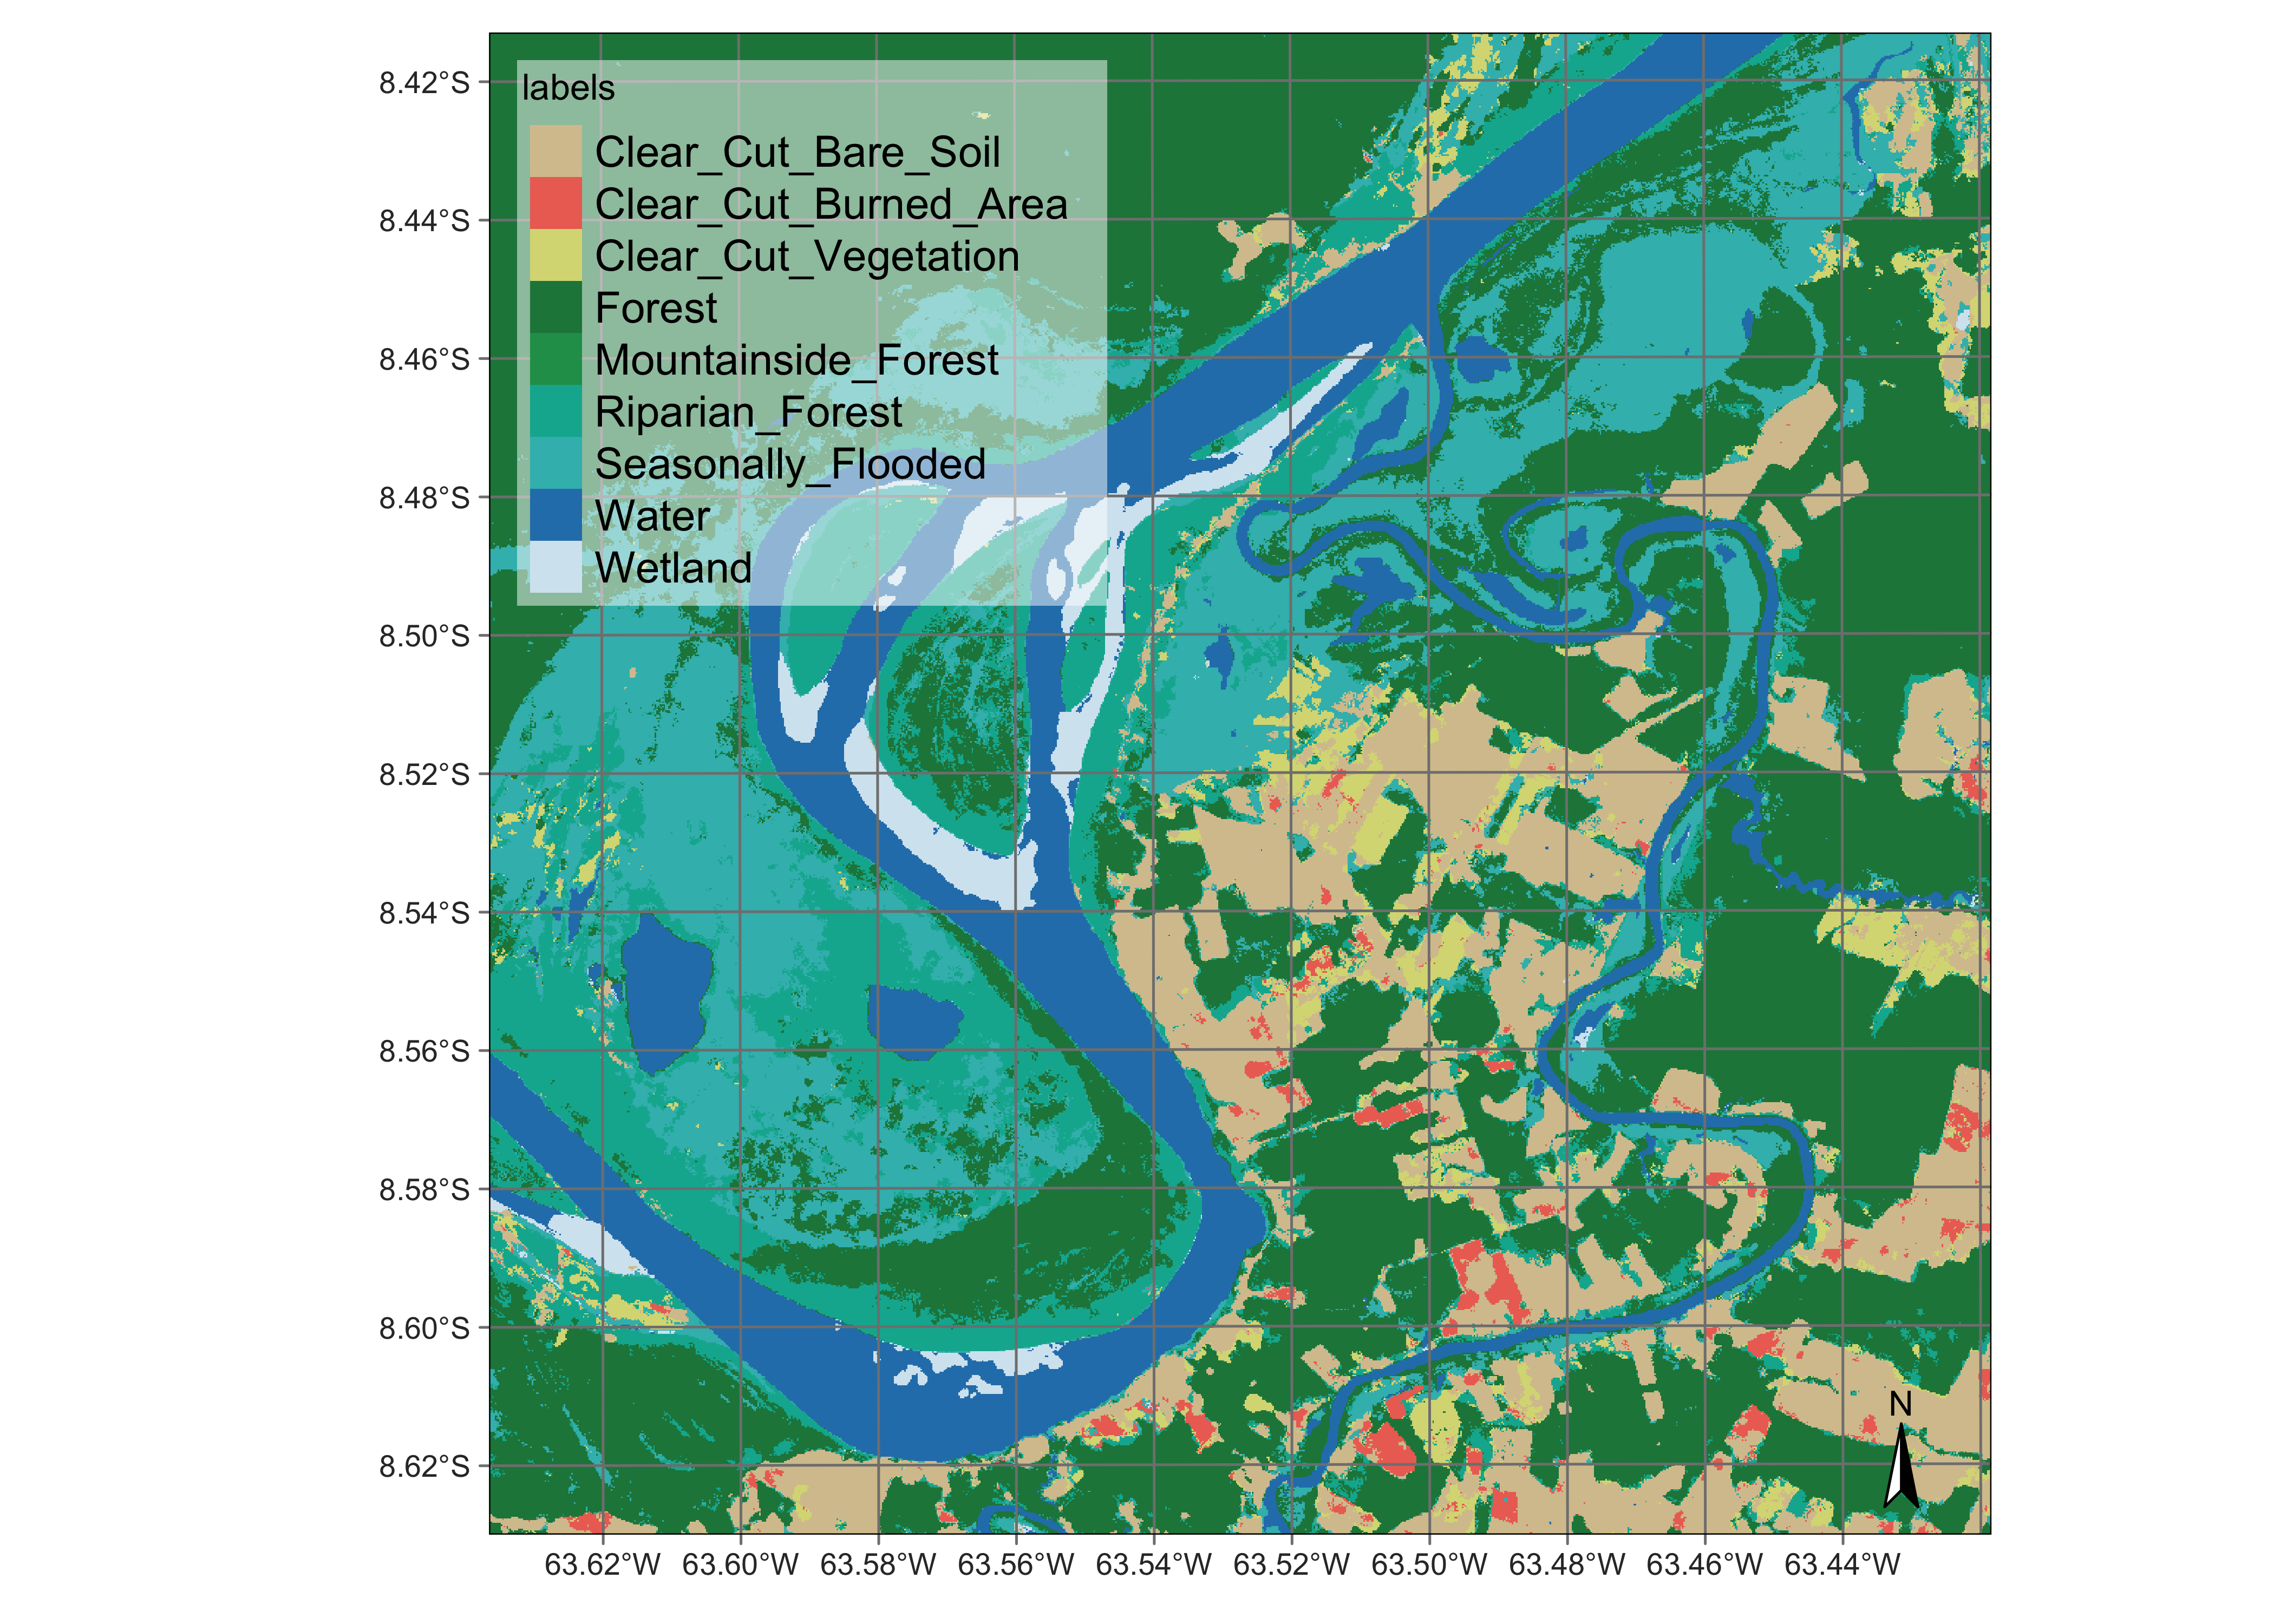 labels
Clear_Cut_Bare_Soil
Clear_Cut_Burned_Area
Clear_Cut_Vegetation
Forest
Mountainside_Forest
Riparian_Forest
Seasonally_Flooded
Water
Wetland
8.42°S
8.44°S
8.46°S
8.48°S
8.50°S
8.52°S
8.54°S
8.56°S
8.58°S
8.60°S
8.62°S
N
63.62°W 63.60°W 63.58°W 63.56°W 63.54°W 63.52°W 63.50°W 63.48°W 63.46°W 63.44°W